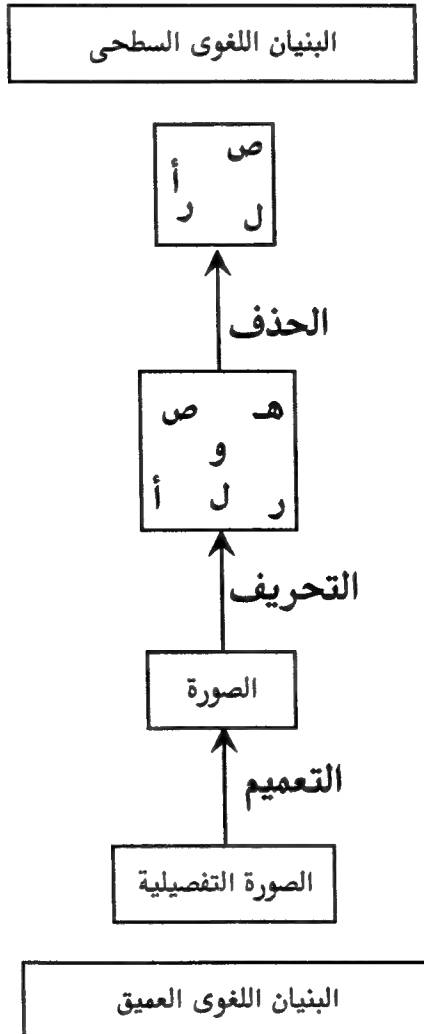 البنيان اللغوى السطحى
ص
أ
ل ر
الحذف
هـ ص
و
ر ل أ
التحريف
الصورة
التعميم
الصورة التفصيلية
البنيان اللغوى العميق